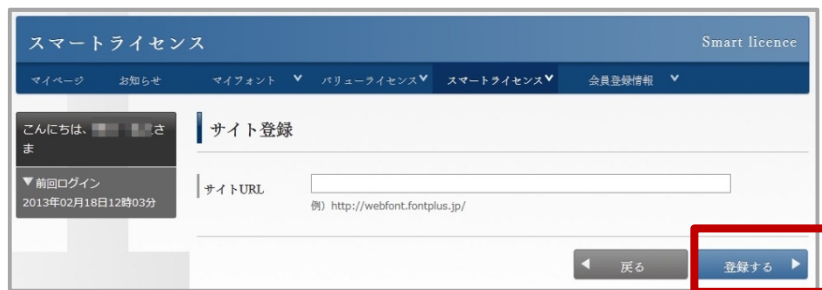 スマートライセンス
Smart licence
マイページ お知らせ マイフォント バリューライセンス スマートライセンス 会員登録情報
こんにちは、 さ
ま
▼前回ログイン
2013年02月18日12時03分
サイト登録
サイトURL
例）http://webfont.fontplus.jp/
戻る
登録する